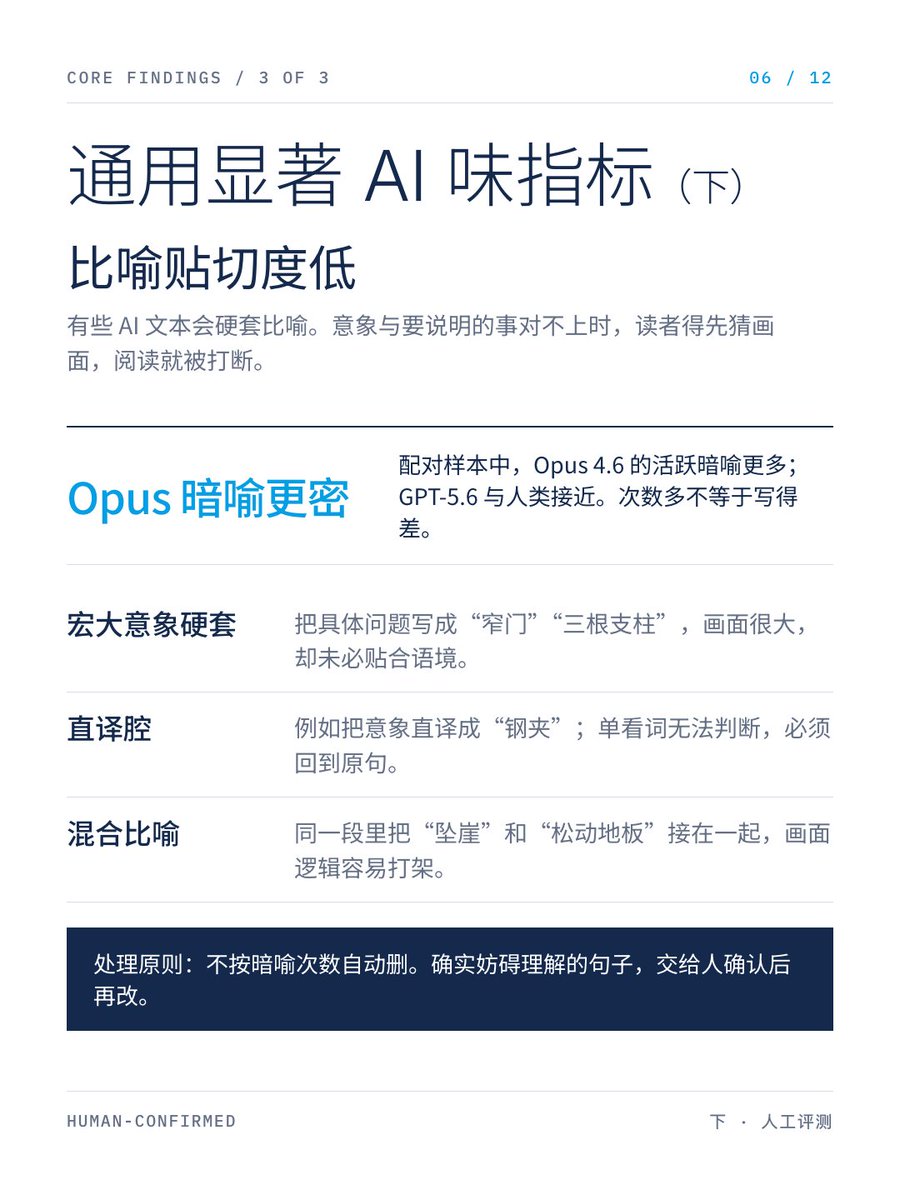 CORE FINDINGS / 3 OF 3
06 / 12
通用显著 AI 味指标（下）
比喻贴切度低
有些 AI 文本会硬套比喻。意象与要说明的事对不上时，读者得先猜画
面，阅读就被打断。
Opus 暗喻更密
配对样本中，Opus 4.6 的活跃暗喻更多；
GPT-5.6 与人类接近。次数多不等于写得
差。
宏大意象硬套
把具体问题写成“窄门”“三根支柱”，画面很大，
却未必贴合语境。
直译腔
例如把意象直译成“钢夹”；单看词无法判断，必须
回到原句。
混合比喻
同一段里把“坠崖”和“松动地板”接在一起，画面
逻辑容易打架。
处理原则：不按暗喻次数自动删。确实妨碍理解的句子，交给人确认后
再改。
HUMAN-CONFIRMED
下 · 人工评测